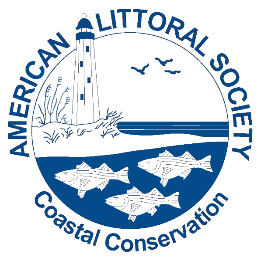 AMERICAN LITTORAL SOCIETY
Coastal Conservation